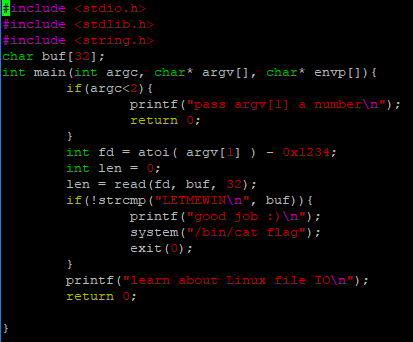 #include <stdio.h>
#include <stdlib.h>
#include <string.h>
char buf[32];
int main(int argc, char* argv[], char* envp[]){
        if(argc<2){
                printf("pass argv[1] a number\n");
                return 0;
        }
        int fd = atoi( argv[1] ) - 0x1234;
        int len = 0;
        len = read(fd, buf, 32);
        if(!strcmp("LETMEWIN\n", buf)){
                printf("good job :)\n");
                system("/bin/cat flag");
                exit(0);
        }
        printf("learn about Linux file IO\n");
        return 0;

}